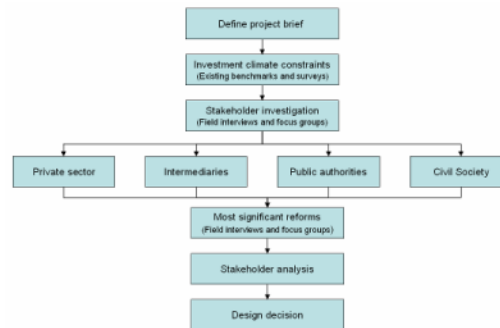 Define project brief
Investment climate constraints
(Existing benchmarks and surveys)
Stakeholder investigation
(Field interviews and focus groups)
Private sector
Intermediaries
Public authorities
Civil Society
Most significant reforms
(Field interviews and focus groups)
Stakeholder analysis
Design decision